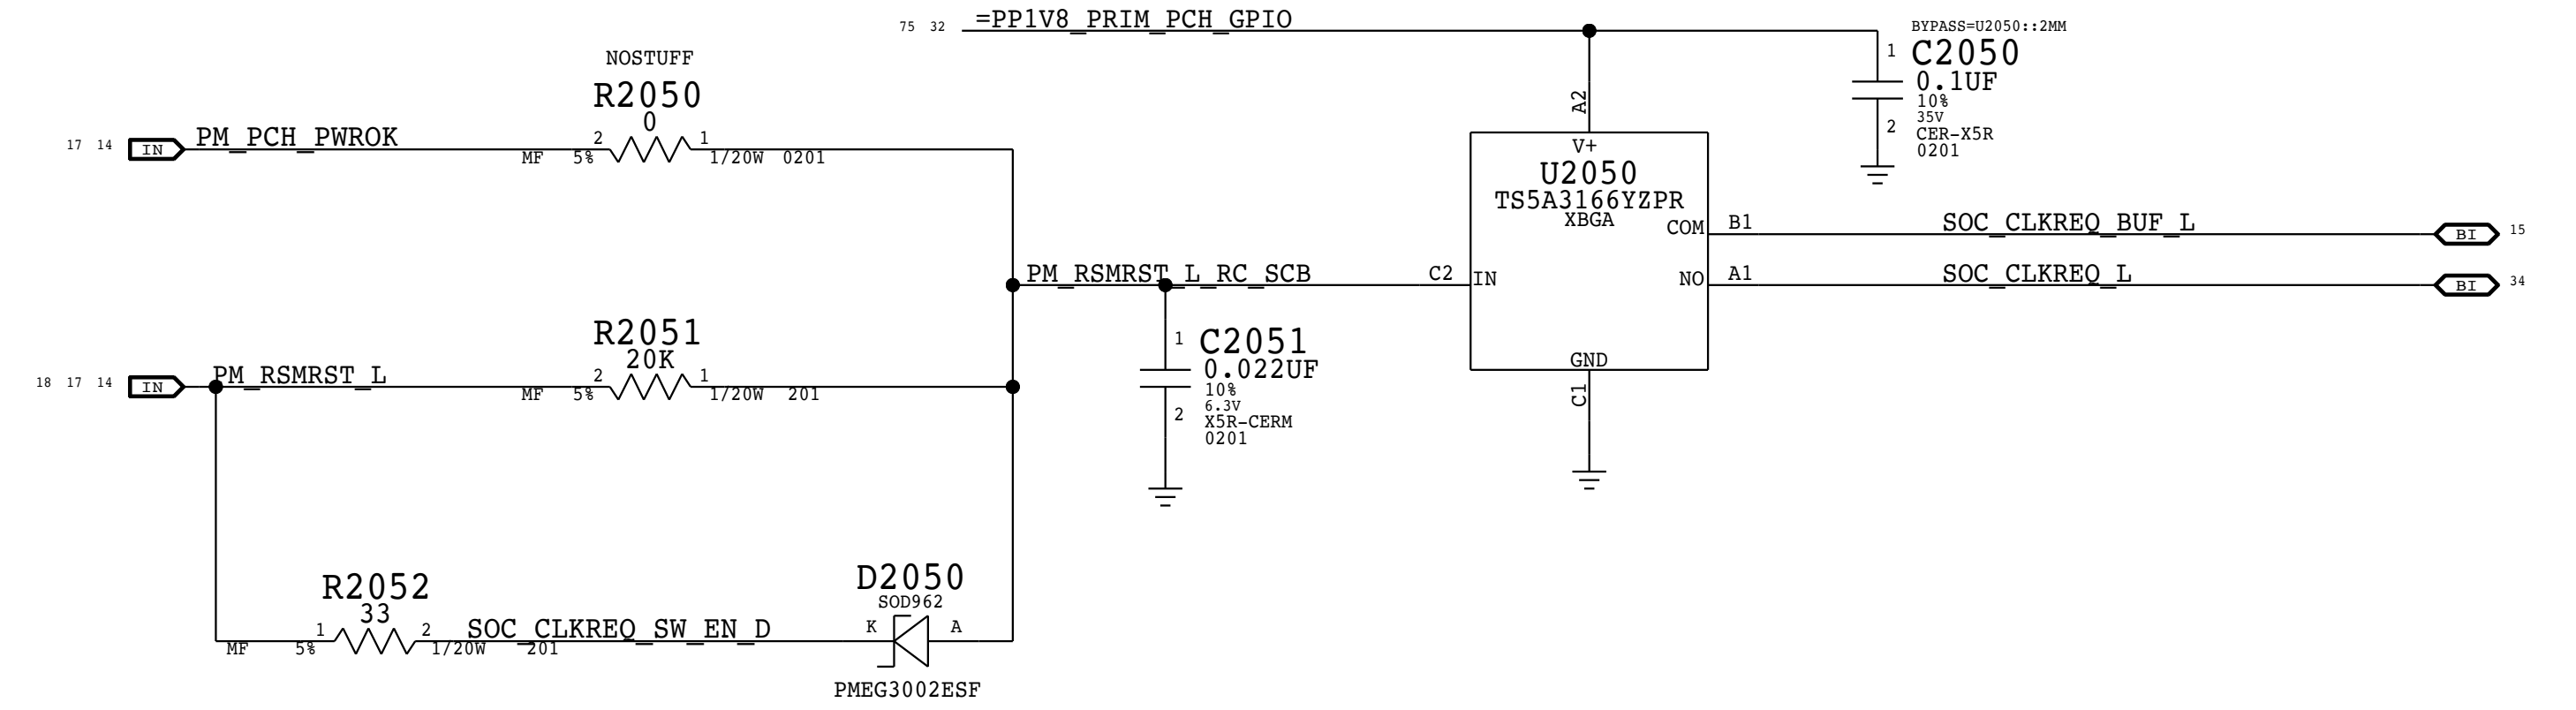 75 32 =PP1V8_PRIM_PCH_GPIO
BYPASS=U2050::2MM
1 C2050
0.1UF
10%
35V
2 CER-X5R
0201
NOSTUFF
R2050
0
17 14 IN PM_PCH_PWROK
2 1
MF 5% 1/20W 0201
A2
V+
U2050
TS5A3166YZPR
XBGA
COM B1 SOC_CLKREQ_BUF_L BI 15
PM_RSMRST_L_RC_SCB C2 IN
NO A1 SOC_CLKREQ_L BI 34
GND
C1
1 C2051
0.022UF
10%
6.3V
2 X5R-CERM
0201
R2051
20K
18 17 14 IN PM_RSMRST_L
2 1
MF 5% 1/20W 201
R2052
33
1 2 SOC_CLKREQ_SW_EN_D
MF 5% 1/20W 201
D2050
SOD962
K A
PMEG3002ESF